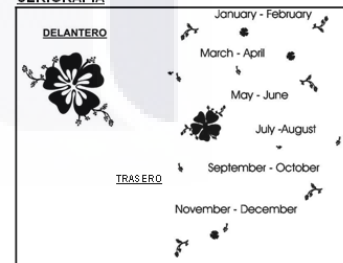 SERIGRAFIA
DELANTERO
January - February
March - April
May - June
July -August
TRASERO
September - October
November - December